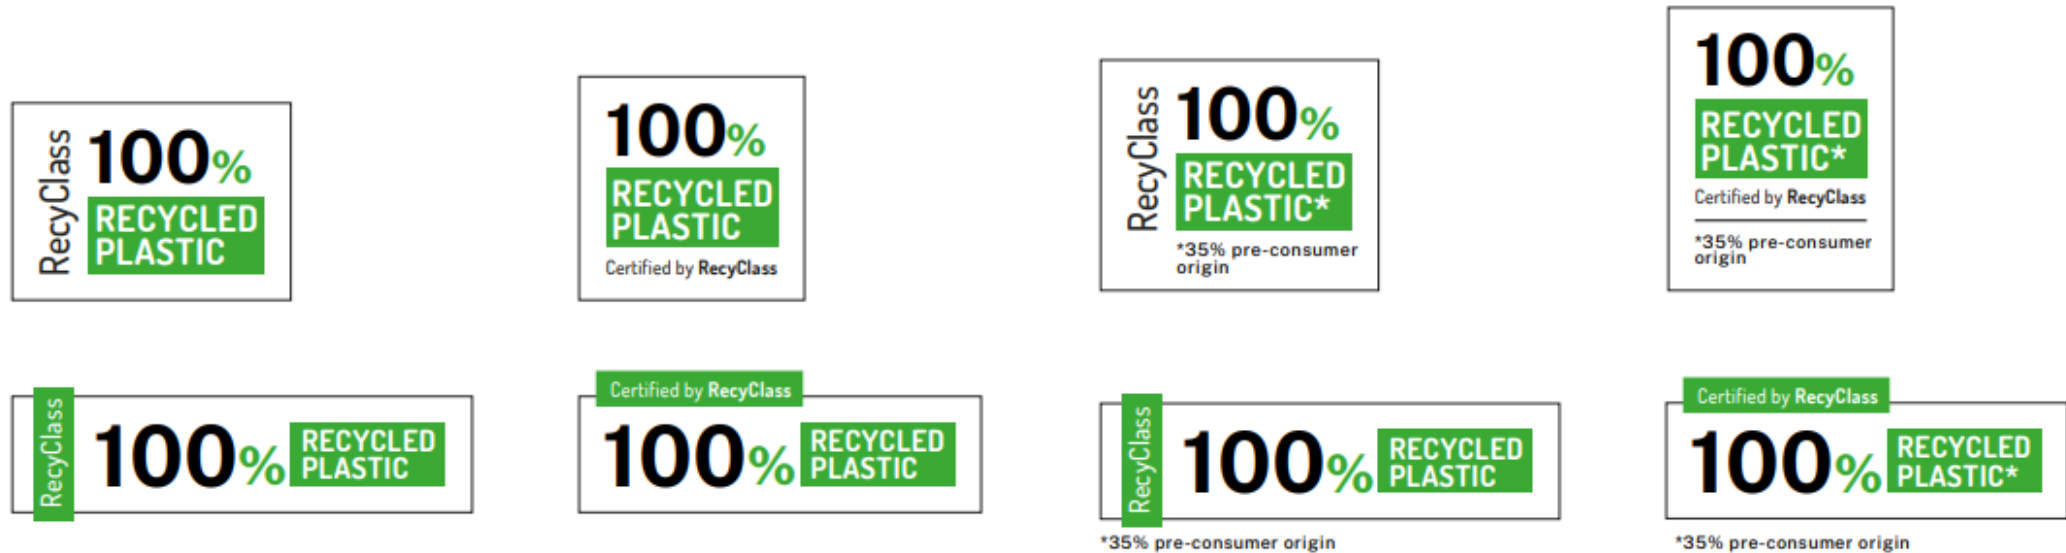 RecyClass
100%
RECYCLED
PLASTIC
100%
RECYCLED
PLASTIC
Certified by RecyClass
RecyClass
100%
RECYCLED
PLASTIC*
*35% pre-consumer
origin
100%
RECYCLED
PLASTIC*
Certified by RecyClass
*35% pre-consumer
origin
RecyClass
100%
RECYCLED
PLASTIC
Certified by RecyClass
100%
RECYCLED
PLASTIC
RecyClass
100%
RECYCLED
PLASTIC
*35% pre-consumer origin
Certified by RecyClass
100%
RECYCLED
PLASTIC*
*35% pre-consumer origin